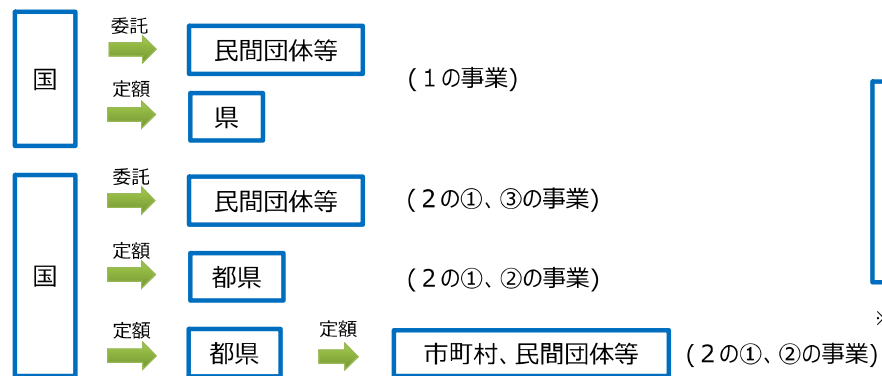 委託
国
民間団体等
(１の事業)
定額
県
委託
国
民間団体等
(２の①、③の事業)
定額
都県
(２の①、②の事業)
定額
都県
定額
市町村、民間団体等
(２の①、②の事業)
※